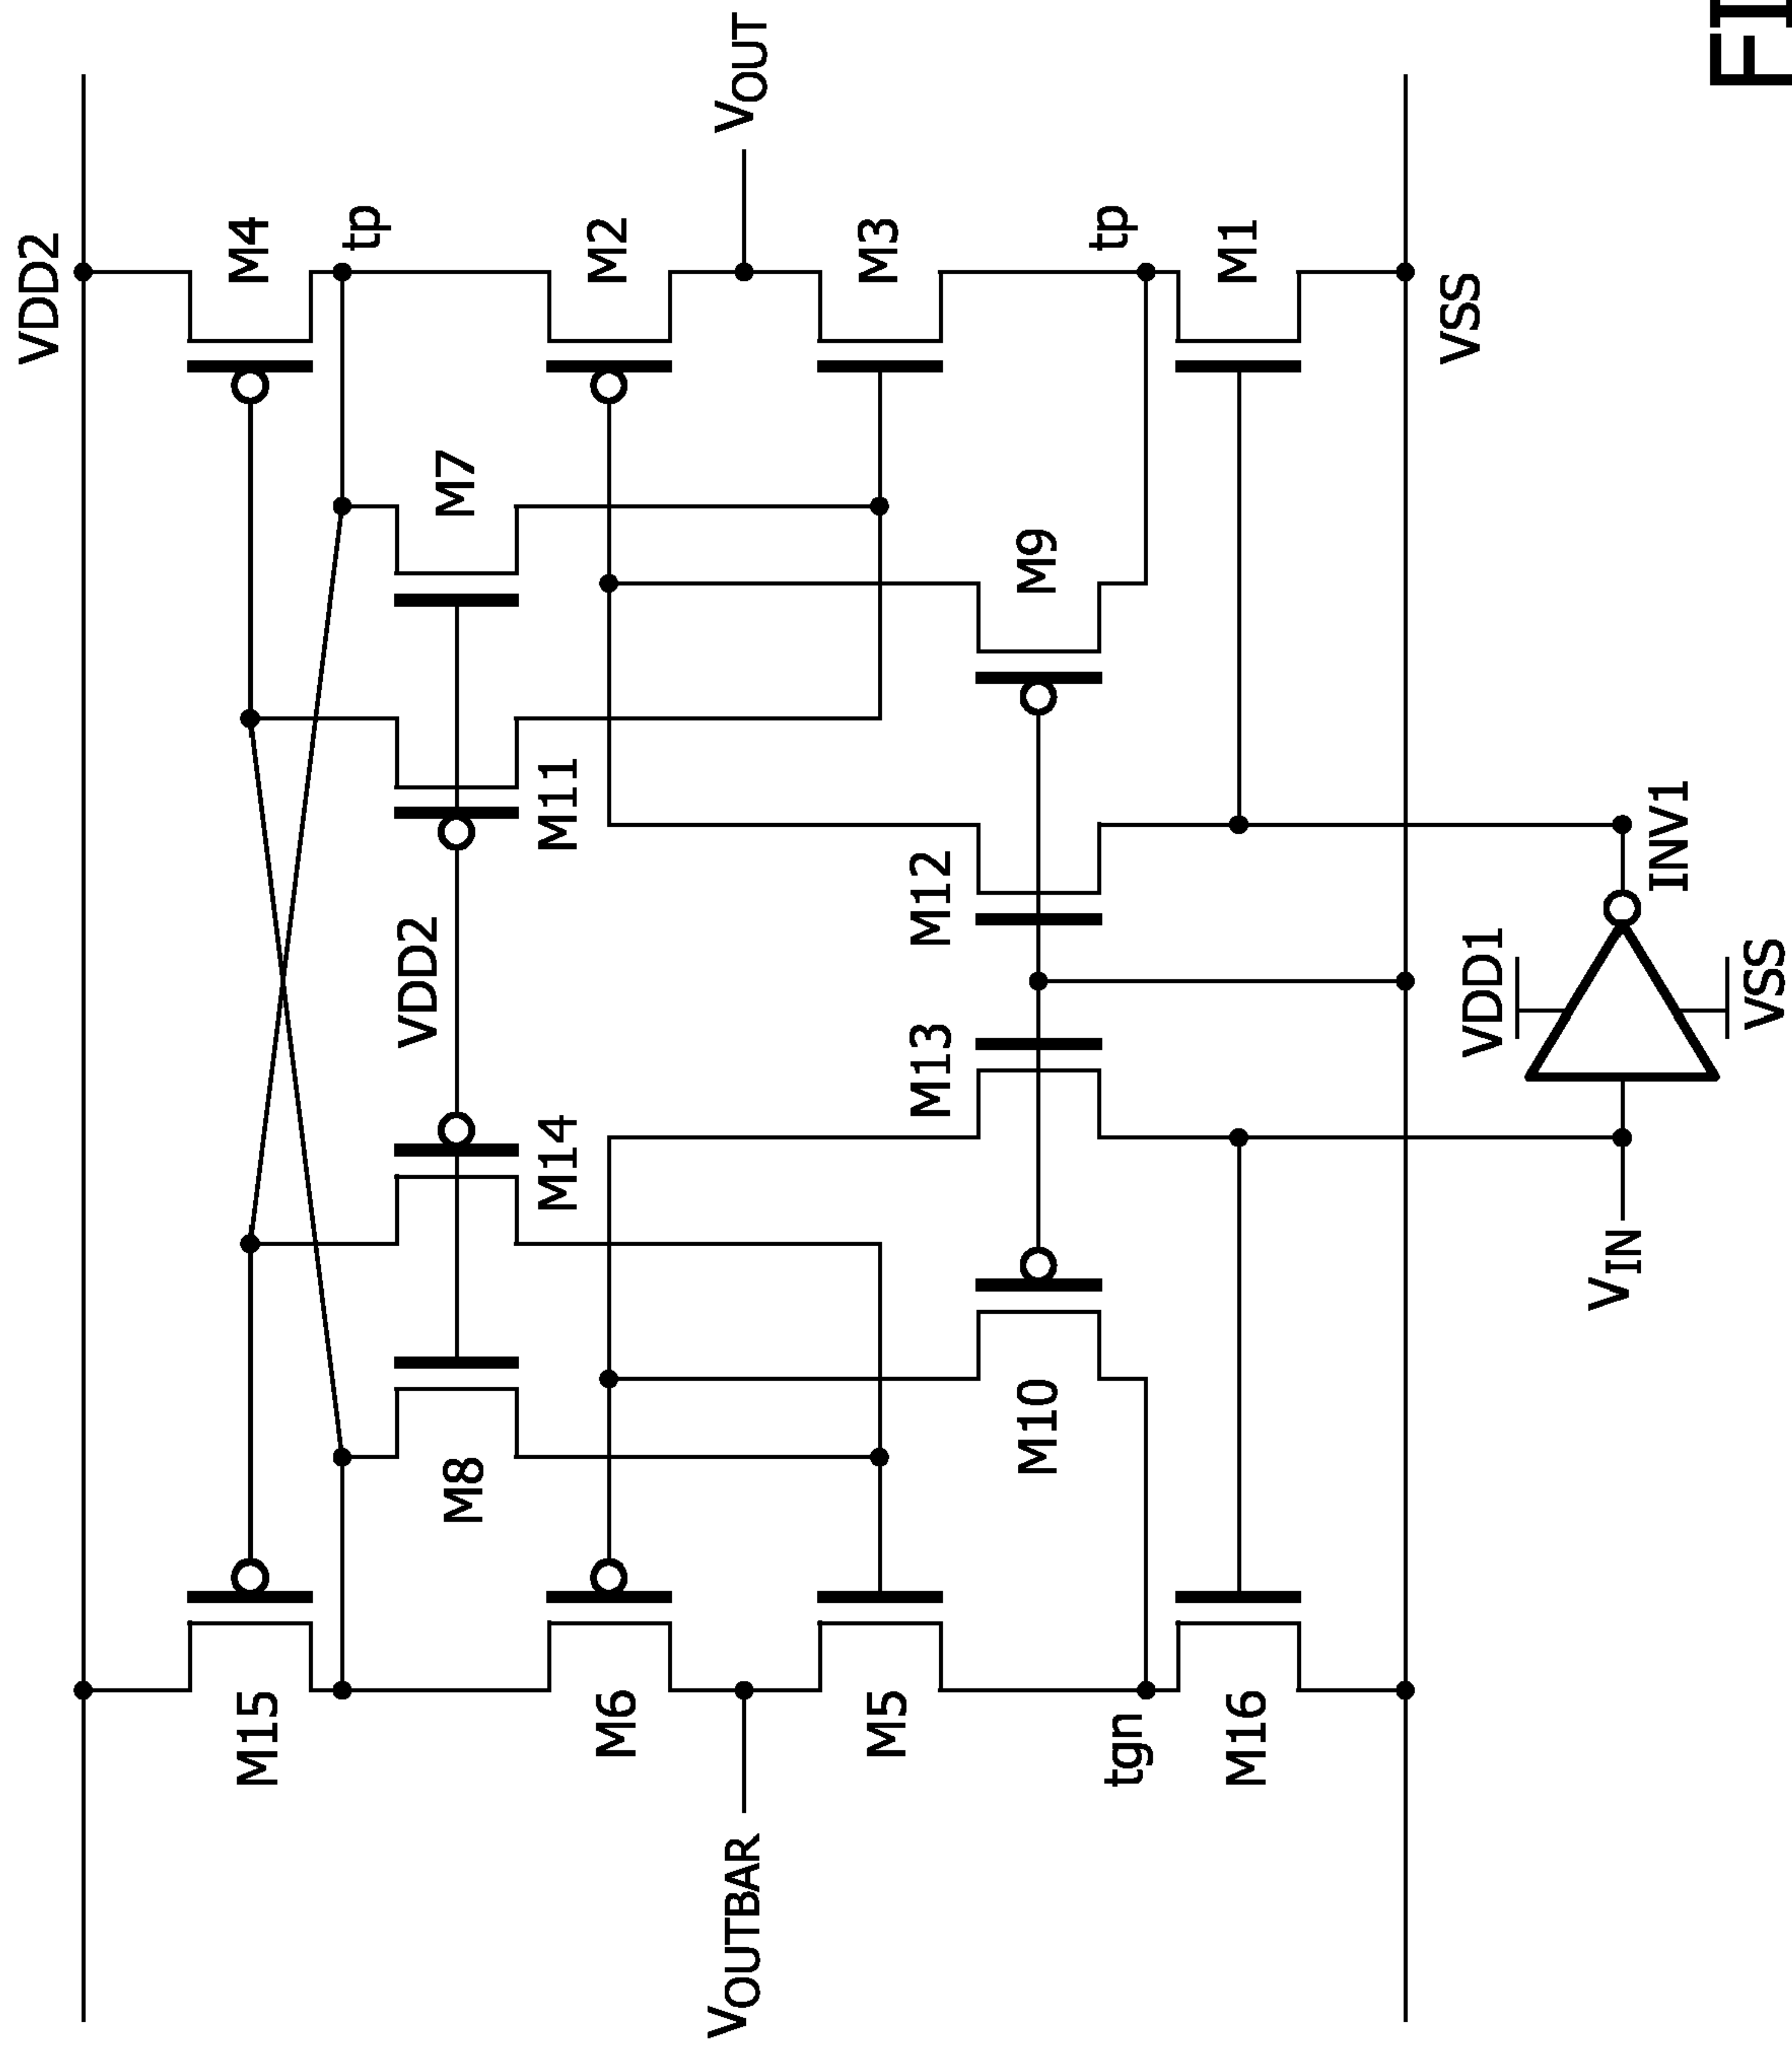 VDD2
M15
M4
tp
M8
M14
VDD2
M11
M7
M6
M2
VOUTBAR
VOUT
M5
M3
M10
M13
M12
M9
tgn
tp
M16
M1
VSS
VDD1
VIN
INV1
VSS